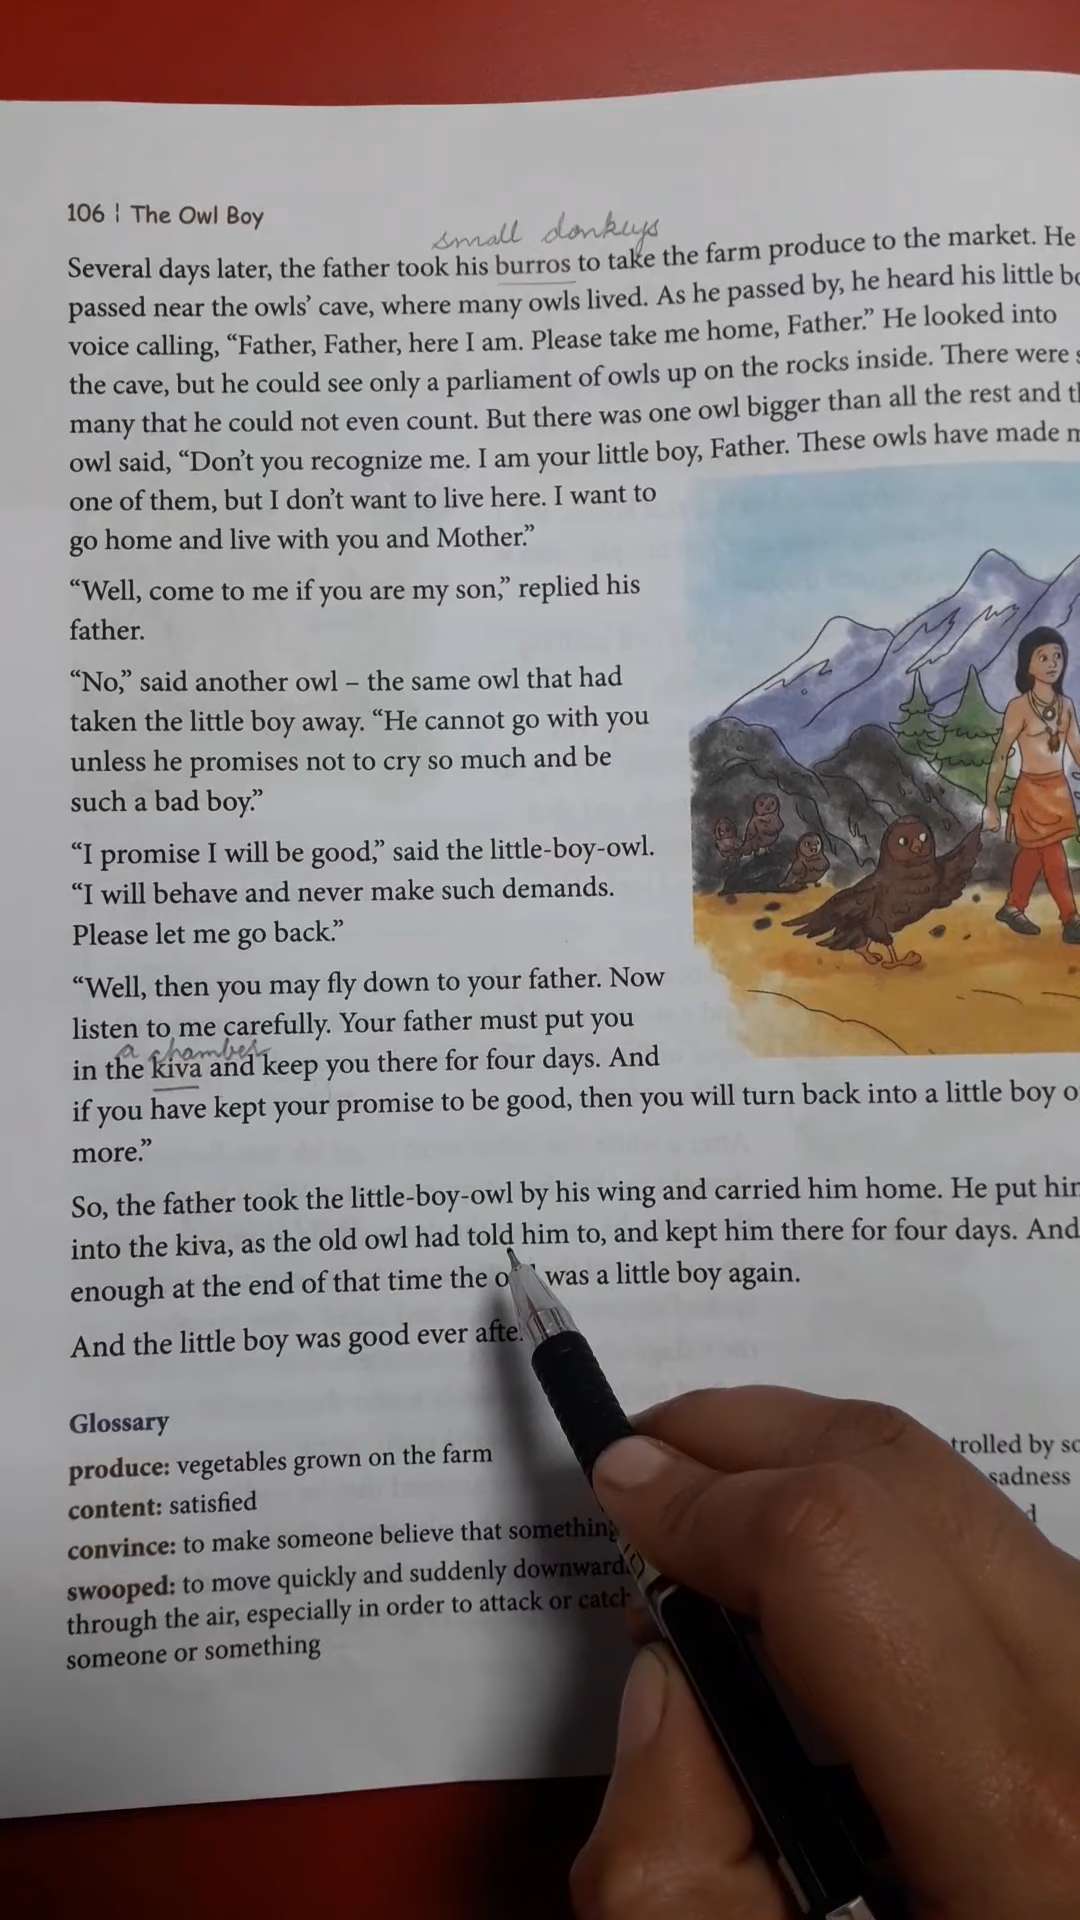 106 | The Owl Boy
small donkeys
Several days later, the father took his burros to take the farm produce to the market. He
passed near the owls' cave, where many owls lived. As he passed by, he heard his little
voice calling, “Father, Father, here I am. Please take me home, Father.” He looked into
the cave, but he could see only a parliament of owls up on the rocks inside. There were
many that he could not even count. But there was one owl bigger than all the rest and
owl said, “Don't you recognize me. I am your little boy, Father. These owls have made
one of them, but I don't want to live here. I want to
go home and live with you and Mother.”
“Well, come to me if you are my son,” replied his
father.
“No,” said another owl – the same owl that had
taken the little boy away. “He cannot go with you
unless he promises not to cry so much and be
such a bad boy.”
“I promise I will be good,” said the little-boy-owl.
“I will behave and never make such demands.
Please let me go back.”
“Well, then you may fly down to your father. Now
listen to me carefully. Your father must put you
a chamber
in the kiva and keep you there for four days. And
if you have kept your promise to be good, then you will turn back into a little boy
more.”
So, the father took the little-boy-owl by his wing and carried him home. He put
into the kiva, as the old owl had told him to, and kept him there for four days. And
enough at the end of that time the was a little boy again.
And the little boy was good ever
Glossary
produce: vegetables grown on the farm
content: satisfied
convince: to make someone believe that something
swooped: to move quickly and suddenly downward
through the air, especially in order to attack or catch
someone or something
trolled by
sadness